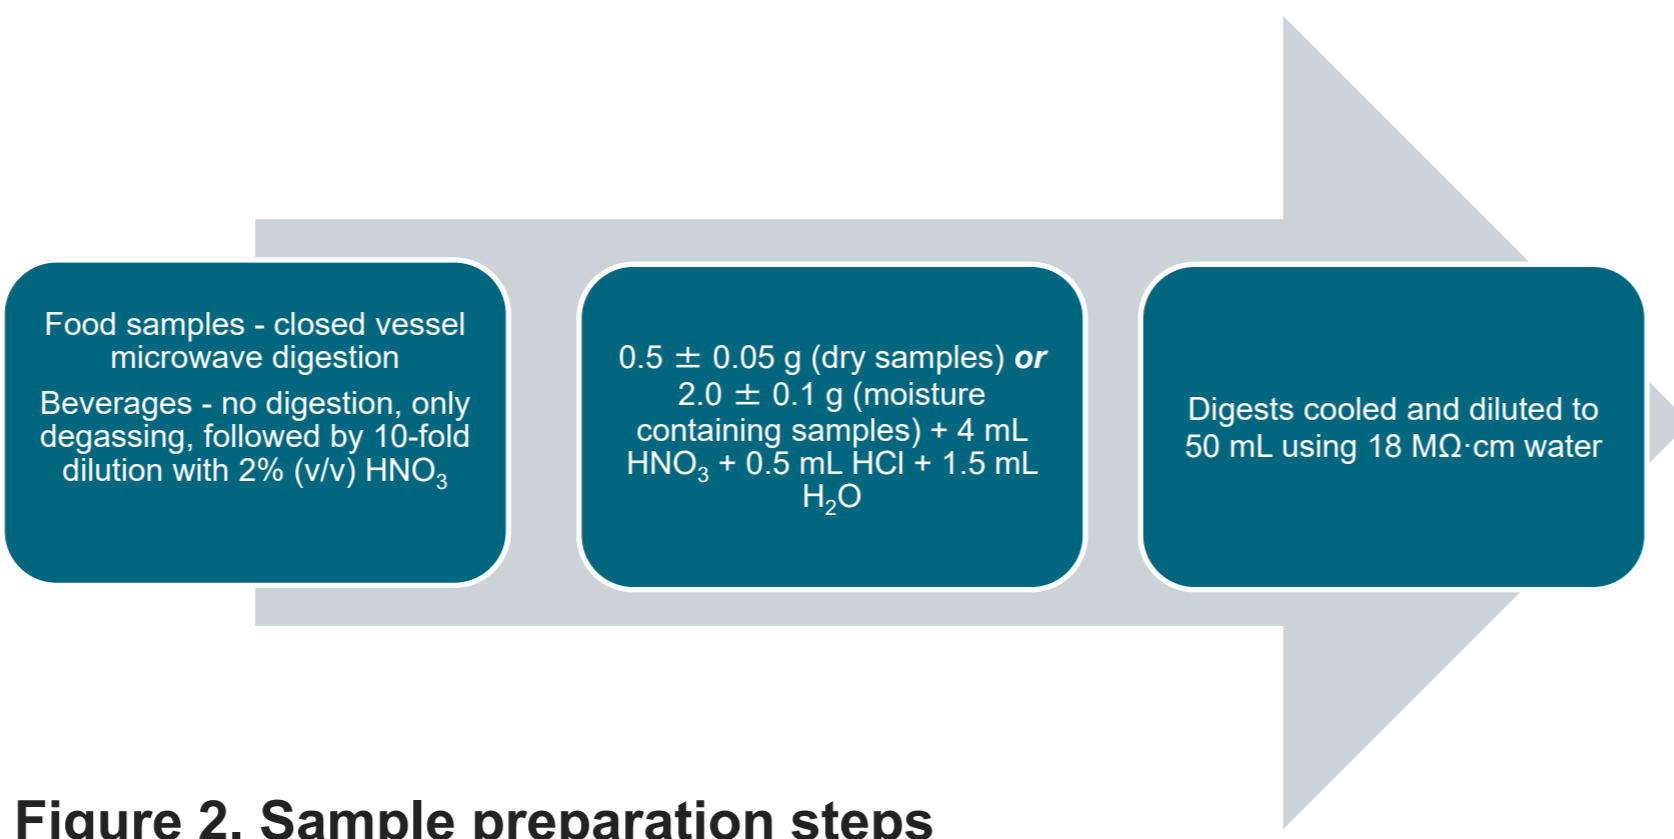 Food samples - closed vessel
microwave digestion
Beverages - no digestion, only
degassing, followed by 10-fold
dilution with 2% (v/v) HNO₃
0.5 ± 0.05 g (dry samples) or
2.0 ± 0.1 g (moisture
containing samples) + 4 mL
HNO₃ + 0.5 mL HCl + 1.5 mL
H₂O
Digests cooled and diluted to
50 mL using 18 MΩ·cm water
Figure 2. Sample preparation steps